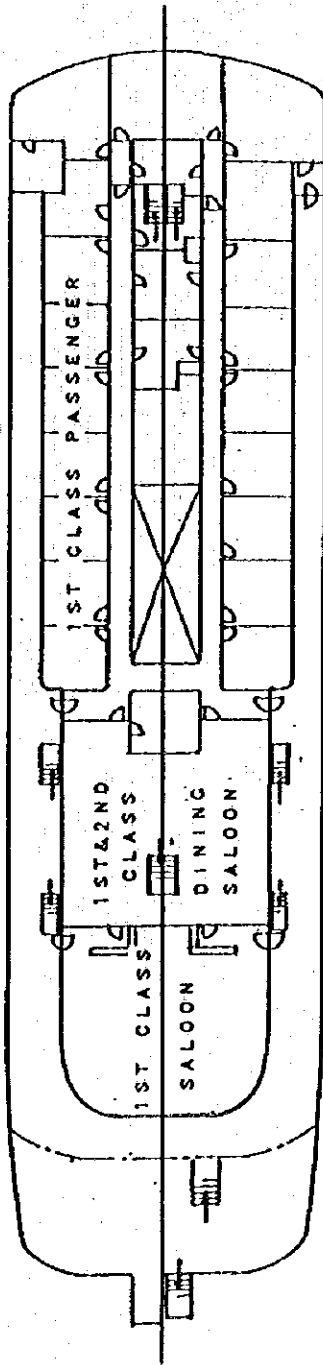 1ST CLASS PASSENGER
1ST&2ND
CLASS
DINING
SALOON.
1ST CLASS
SALOON